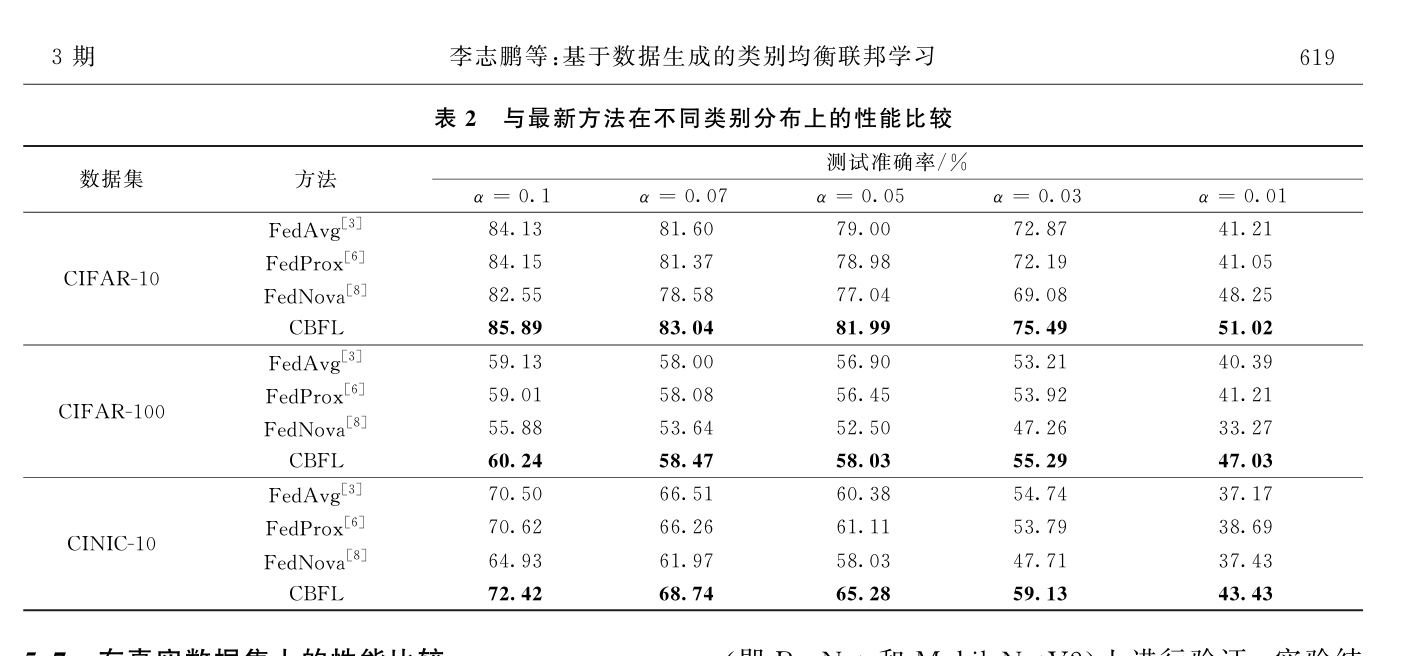 3 期 李志鹏等:基于数据生成的类别均衡联邦学习 619
表 2 与最新方法在不同类别分布上的性能比较
数据集 方法 测试准确率/%
α = 0.1 α = 0.07 α = 0.05 α = 0.03 α = 0.01
CIFAR-10
FedAvg[3] 84.13 81.60 79.00 72.87 41.21
FedProx[6] 84.15 81.37 78.98 72.19 41.05
FedNova[8] 82.55 78.58 77.04 69.08 48.25
CBFL 85.89 83.04 81.99 75.49 51.02
CIFAR-100
FedAvg[3] 59.13 58.00 56.90 53.21 40.39
FedProx[6] 59.01 58.08 56.45 53.92 41.21
FedNova[8] 55.88 53.64 52.50 47.26 33.27
CBFL 60.24 58.47 58.03 55.29 47.03
CINIC-10
FedAvg[3] 70.50 66.51 60.38 54.74 37.17
FedProx[6] 70.62 66.26 61.11 53.79 38.69
FedNova[8] 64.93 61.97 58.03 47.71 37.43
CBFL 72.42 68.74 65.28 59.13 43.43